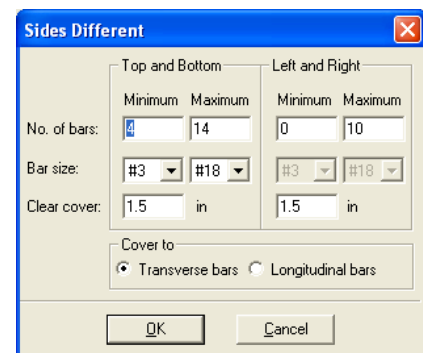 Sides Different
Top and Bottom Left and Right
Minimum Maximum Minimum Maximum
No. of bars: 4 14 0 10
Bar size: #3 #18 #3 #18
Clear cover: 1.5 in 1.5 in
Cover to
Transverse bars Longitudinal bars
OK Cancel